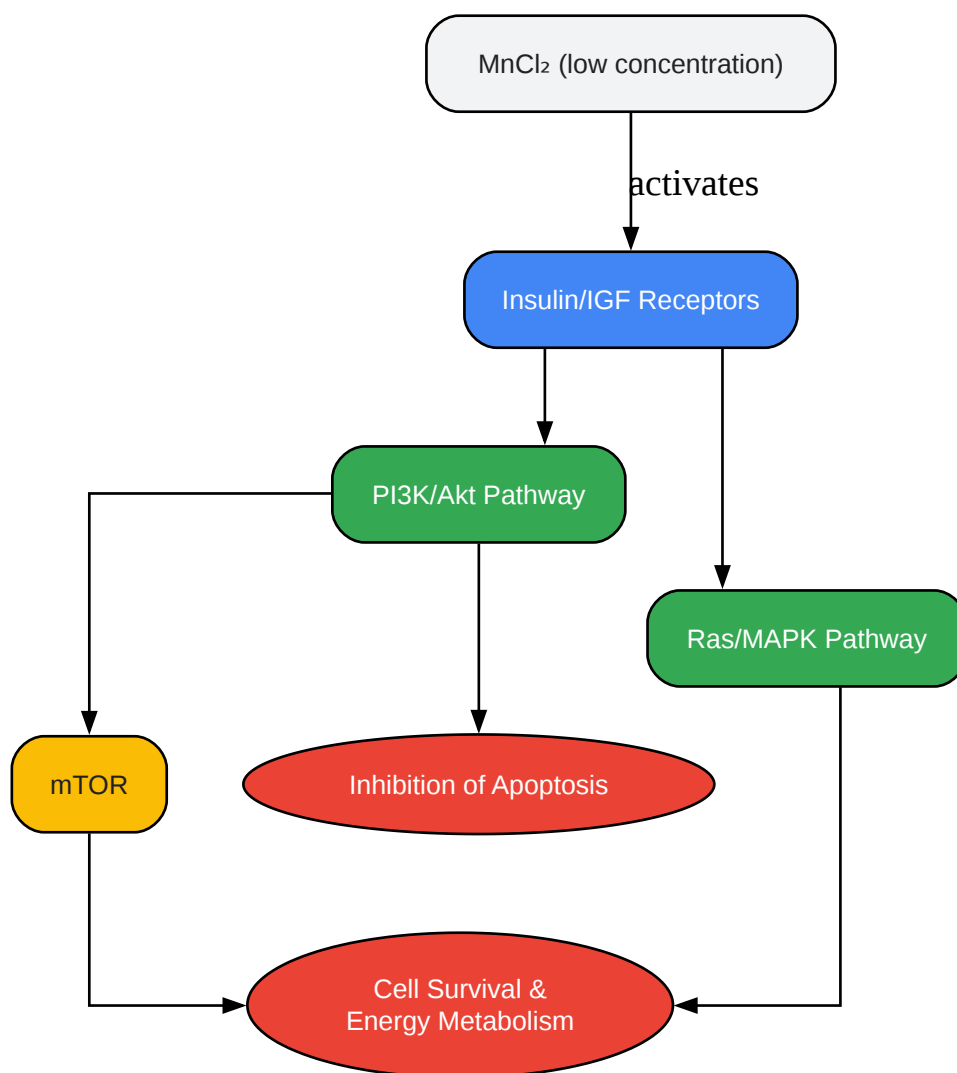 MnCl₂ (low concentration)
activates
Insulin/IGF Receptors
PI3K/Akt Pathway
Ras/MAPK Pathway
mTOR
Inhibition of Apoptosis
Cell Survival &
Energy Metabolism